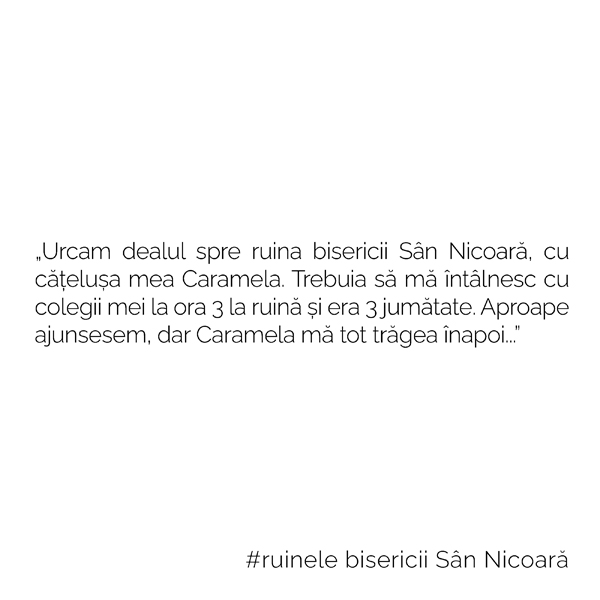 „Urcam dealul spre ruina bisericii Sân Nicoară, cu
cățelușa mea Caramela. Trebuia să mă întâlnesc cu
colegii mei la ora 3 la ruină și era 3 jumătate. Aproape
ajunsesem, dar Caramela mă tot trăgea înapoi...”
#ruinele bisericii Sân Nicoară